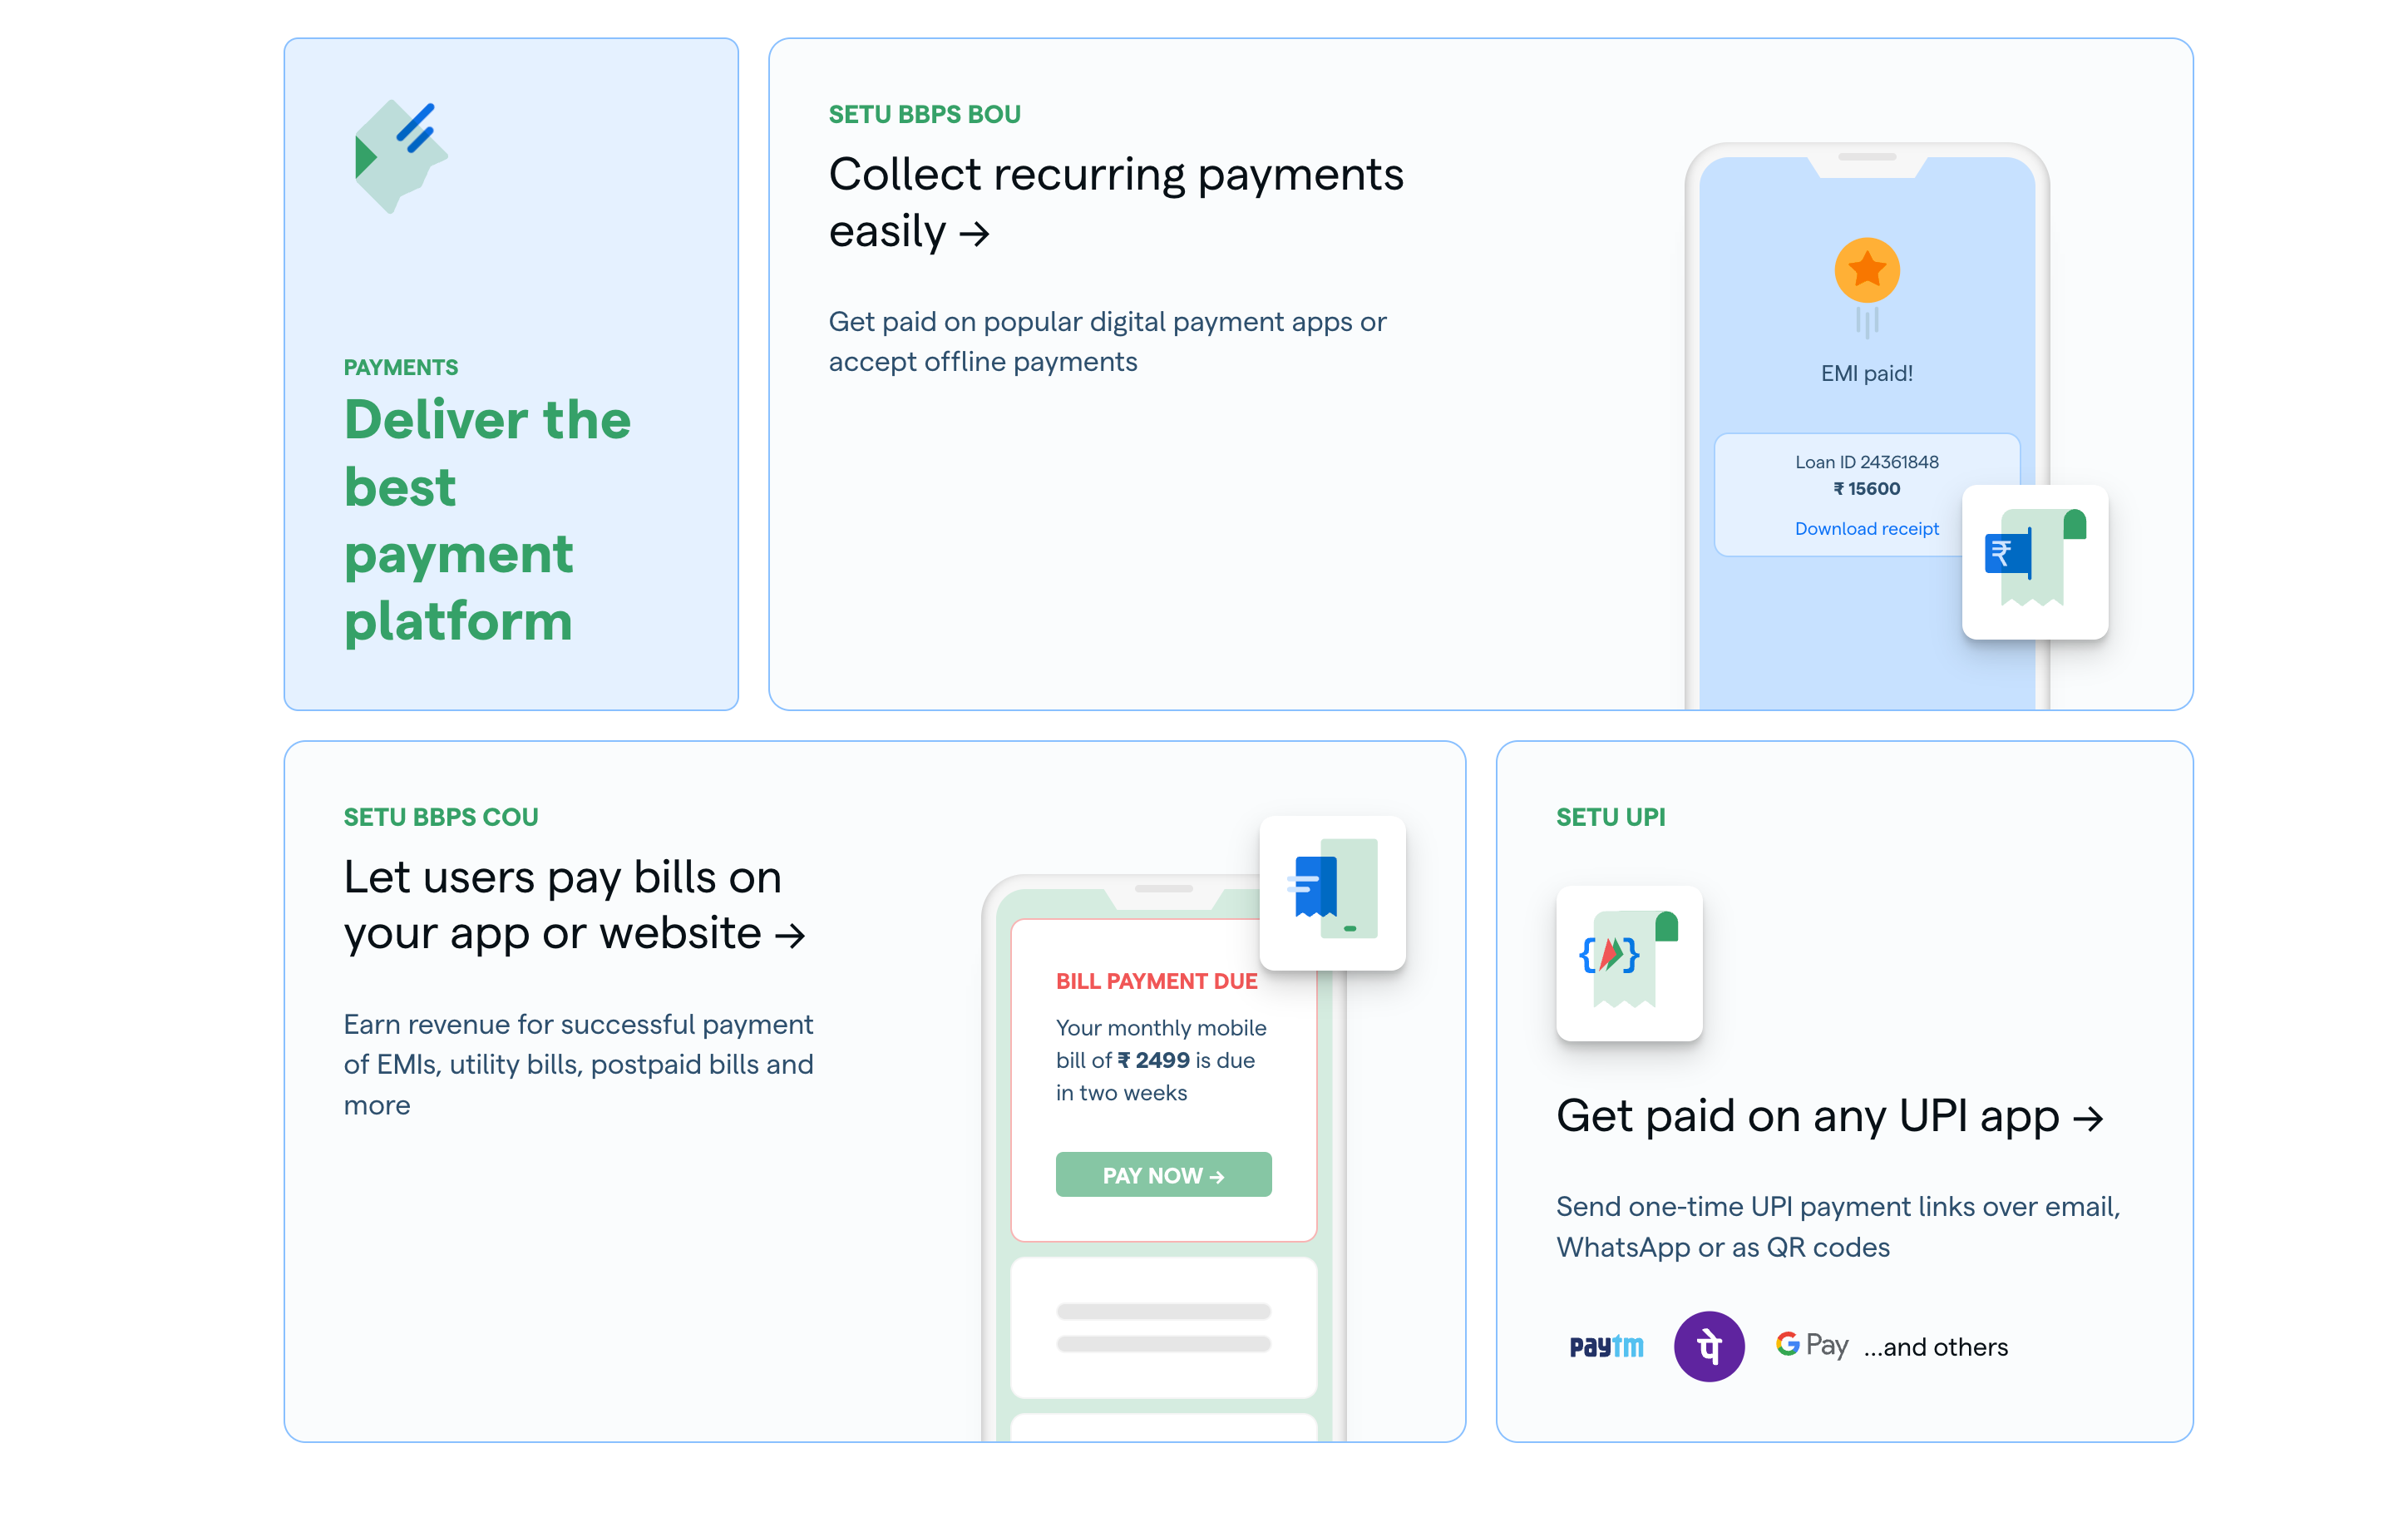 PAYMENTS
Deliver the
best
payment
platform
SETU BBPS BOU
Collect recurring payments
easily →
Get paid on popular digital payment apps or
accept offline payments
EMI paid!
Loan ID 24361848
₹ 15600
Download receipt
₹
SETU BBPS COU
Let users pay bills on
your app or website →
Earn revenue for successful payment
of EMIs, utility bills, postpaid bills and
more
BILL PAYMENT DUE
Your monthly mobile
bill of ₹ 2499 is due
in two weeks
PAY NOW →
SETU UPI
{ }
Get paid on any UPI app →
Send one-time UPI payment links over email,
WhatsApp or as QR codes
paytm पे G Pay ...and others